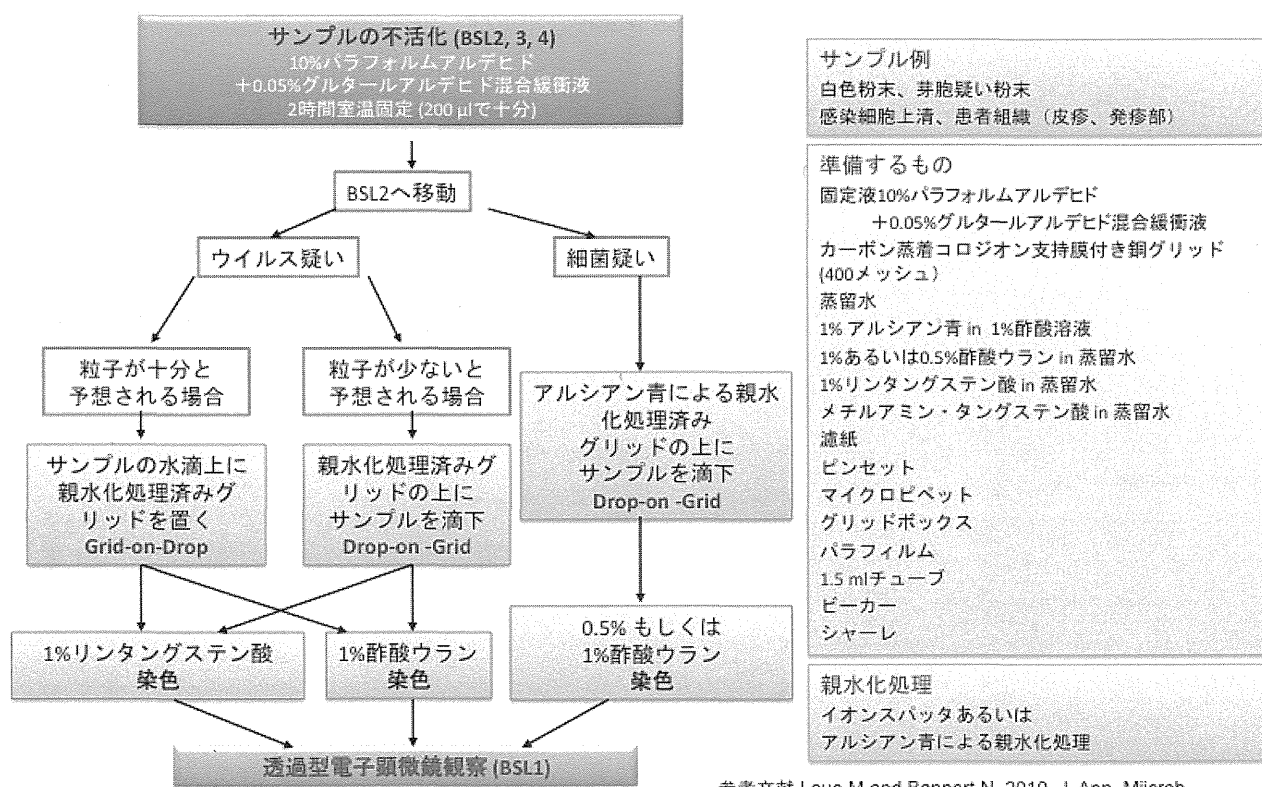 サンプルの不活化 (BSL2, 3, 4)
10%パラフォルムアルデヒド
＋0.05%グルタールアルデヒド混合緩衝液
2時間室温固定 (200 μlで十分)
BSL2へ移動
ウイルス疑い
細菌疑い
粒子が十分と
予想される場合
粒子が少ないと
予想される場合
サンプルの水滴上に
親水化処理済みグ
リッドを置く
Grid-on-Drop
親水化処理済みグ
リッドの上に
サンプルを滴下
Drop-on -Grid
アルシアン青による親水
化処理済み
グリッドの上に
サンプルを滴下
Drop-on -Grid
1%リンタングステン酸
染色
1%酢酸ウラン
染色
0.5% もしくは
1%酢酸ウラン
染色
透過型電子顕微鏡観察 (BSL1)
サンプル例
白色粉末、芽胞疑い粉末
感染細胞上清、患者組織（皮疹、発疹部）
準備するもの
固定液10%パラフォルムアルデヒド
＋0.05%グルタールアルデヒド混合緩衝液
カーボン蒸着コロジオン支持膜付き銅グリッド
(400メッシュ)
蒸留水
1% アルシアン青 in 1%酢酸溶液
1%あるいは0.5%酢酸ウラン in 蒸留水
1%リンタングステン酸 in 蒸留水
メチルアミン・タングステン酸 in 蒸留水
濾紙
ピンセット
マイクロピペット
グリッドボックス
パラフィルム
1.5 mlチューブ
ビーカー
シャーレ
親水化処理
イオンスパッタあるいは
アルシアン青による親水化処理